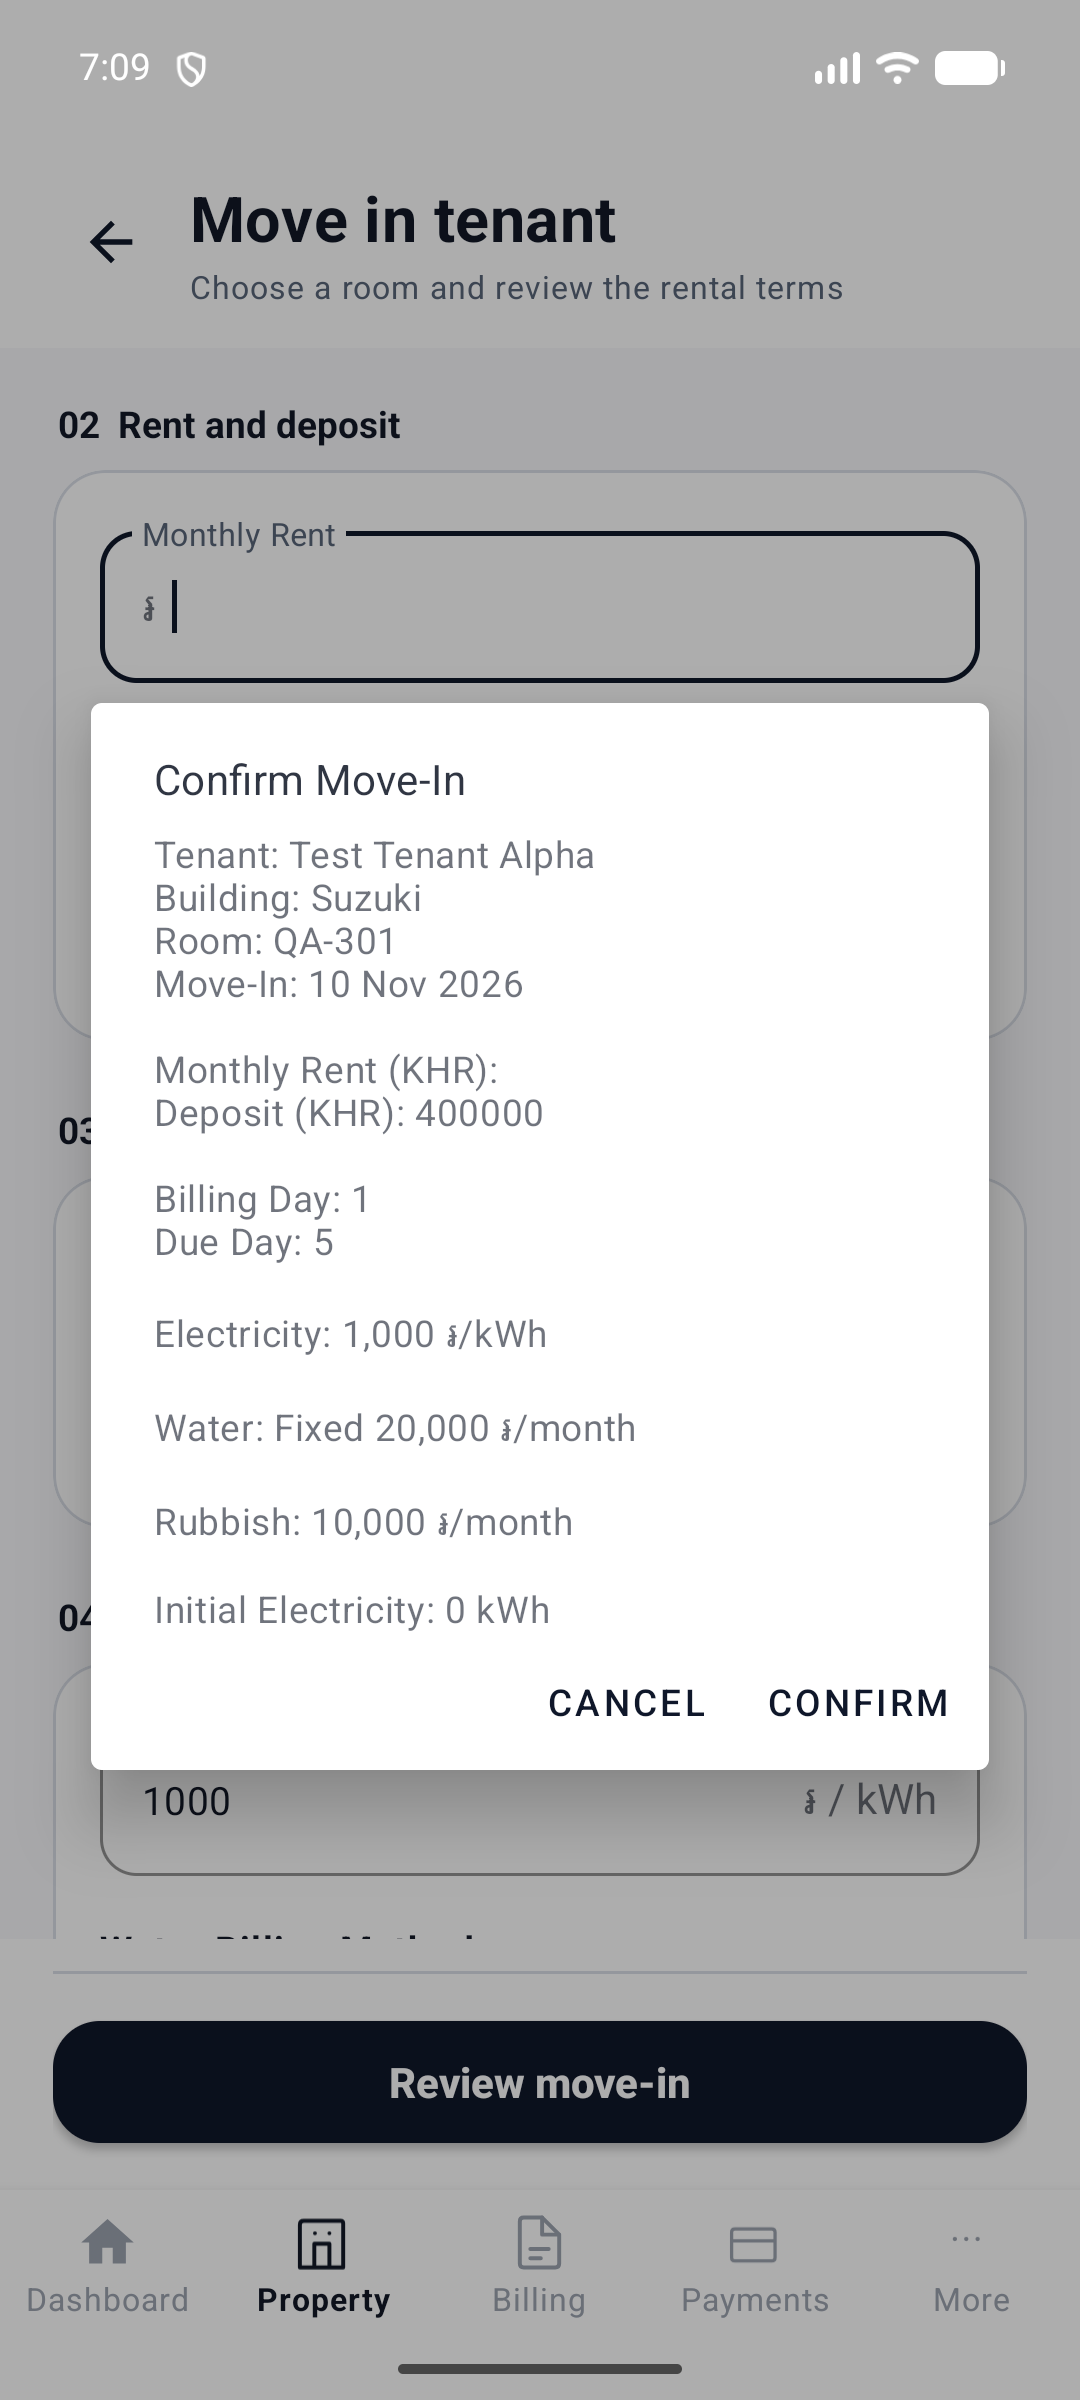 7:09
Move in tenant
Choose a room and review the rental terms
02 Rent and deposit
Monthly Rent
៛
Confirm Move-In
Tenant: Test Tenant Alpha
Building: Suzuki
Room: QA-301
Move-In: 10 Nov 2026
Monthly Rent (KHR):
Deposit (KHR): 400000
03
Billing Day: 1
Due Day: 5
Electricity: 1,000 ៛/kWh
Water: Fixed 20,000 ៛/month
Rubbish: 10,000 ៛/month
04
Initial Electricity: 0 kWh
CANCEL CONFIRM
1000 ៛ / kWh
Review move-in
Dashboard Property Billing Payments More